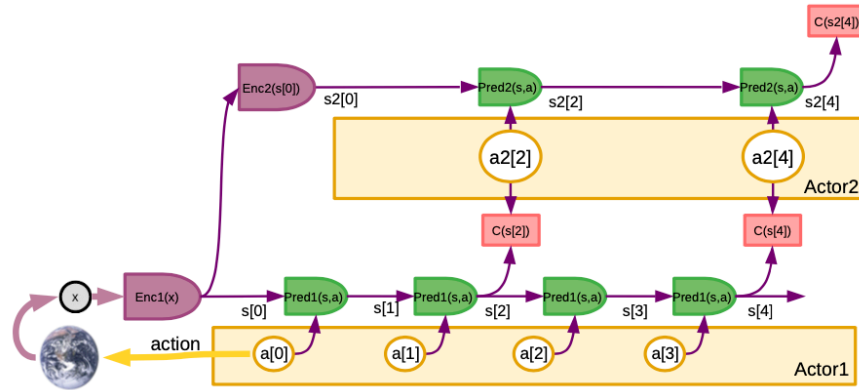 C(s2[4])
Enc2(s[0])
s2[0]
Pred2(s,a)
s2[2]
Pred2(s,a)
s2[4]
a2[2]
a2[4]
Actor2
C(s[2])
C(s[4])
x
Enc1(x)
s[0]
Pred1(s,a)
s[1]
Pred1(s,a)
s[2]
Pred1(s,a)
s[3]
Pred1(s,a)
s[4]
action
a[0]
a[1]
a[2]
a[3]
Actor1